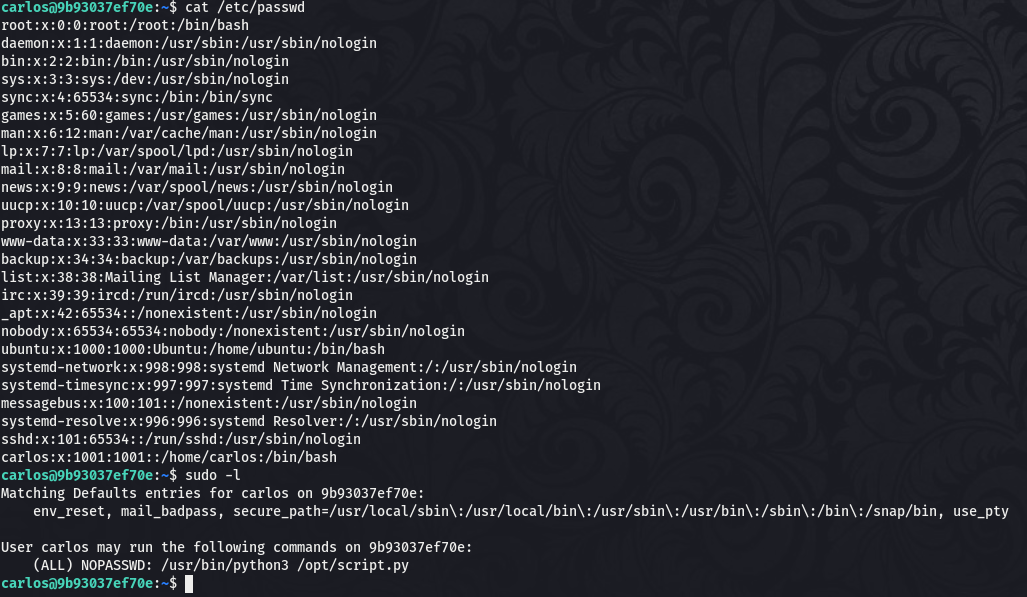 carlos@9b93037ef70e:~$ cat /etc/passwd
root:x:0:0:root:/root:/bin/bash
daemon:x:1:1:daemon:/usr/sbin:/usr/sbin/nologin
bin:x:2:2:bin:/bin:/usr/sbin/nologin
sys:x:3:3:sys:/dev:/usr/sbin/nologin
sync:x:4:65534:sync:/bin:/bin/sync
games:x:5:60:games:/usr/games:/usr/sbin/nologin
man:x:6:12:man:/var/cache/man:/usr/sbin/nologin
lp:x:7:7:lp:/var/spool/lpd:/usr/sbin/nologin
mail:x:8:8:mail:/var/mail:/usr/sbin/nologin
news:x:9:9:news:/var/spool/news:/usr/sbin/nologin
uucp:x:10:10:uucp:/var/spool/uucp:/usr/sbin/nologin
proxy:x:13:13:proxy:/bin:/usr/sbin/nologin
www-data:x:33:33:www-data:/var/www:/usr/sbin/nologin
backup:x:34:34:backup:/var/backups:/usr/sbin/nologin
list:x:38:38:Mailing List Manager:/var/list:/usr/sbin/nologin
irc:x:39:39:ircd:/run/ircd:/usr/sbin/nologin
_apt:x:42:65534::/nonexistent:/usr/sbin/nologin
nobody:x:65534:65534:nobody:/nonexistent:/usr/sbin/nologin
ubuntu:x:1000:1000:Ubuntu:/home/ubuntu:/bin/bash
systemd-network:x:998:998:systemd Network Management:/:/usr/sbin/nologin
systemd-timesync:x:997:997:systemd Time Synchronization:/:/usr/sbin/nologin
messagebus:x:100:101::/nonexistent:/usr/sbin/nologin
systemd-resolve:x:996:996:systemd Resolver:/:/usr/sbin/nologin
sshd:x:101:65534::/run/sshd:/usr/sbin/nologin
carlos:x:1001:1001::/home/carlos:/bin/bash
carlos@9b93037ef70e:~$ sudo -l
Matching Defaults entries for carlos on 9b93037ef70e:
    env_reset, mail_badpass, secure_path=/usr/local/sbin\:/usr/local/bin\:/usr/sbin\:/usr/bin\:/sbin\:/bin\:/snap/bin, use_pty

User carlos may run the following commands on 9b93037ef70e:
    (ALL) NOPASSWD: /usr/bin/python3 /opt/script.py
carlos@9b93037ef70e:~$